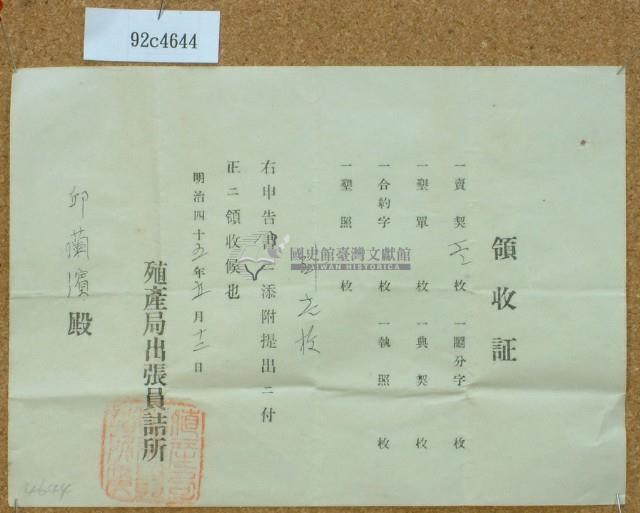 92c4644
領收証
一賣契 枚 一鬮分字 枚
一墾單 枚 一典契 枚
一合約字 枚 一執照 枚
一墾照 枚
右申告書ニ添附提出ニ付
正ニ領收候也
明治四十五年五月十二日
殖產局出張員詰所
邱蘭濱殿
國史館臺灣文獻館
TAIWAN HISTORICA
4644